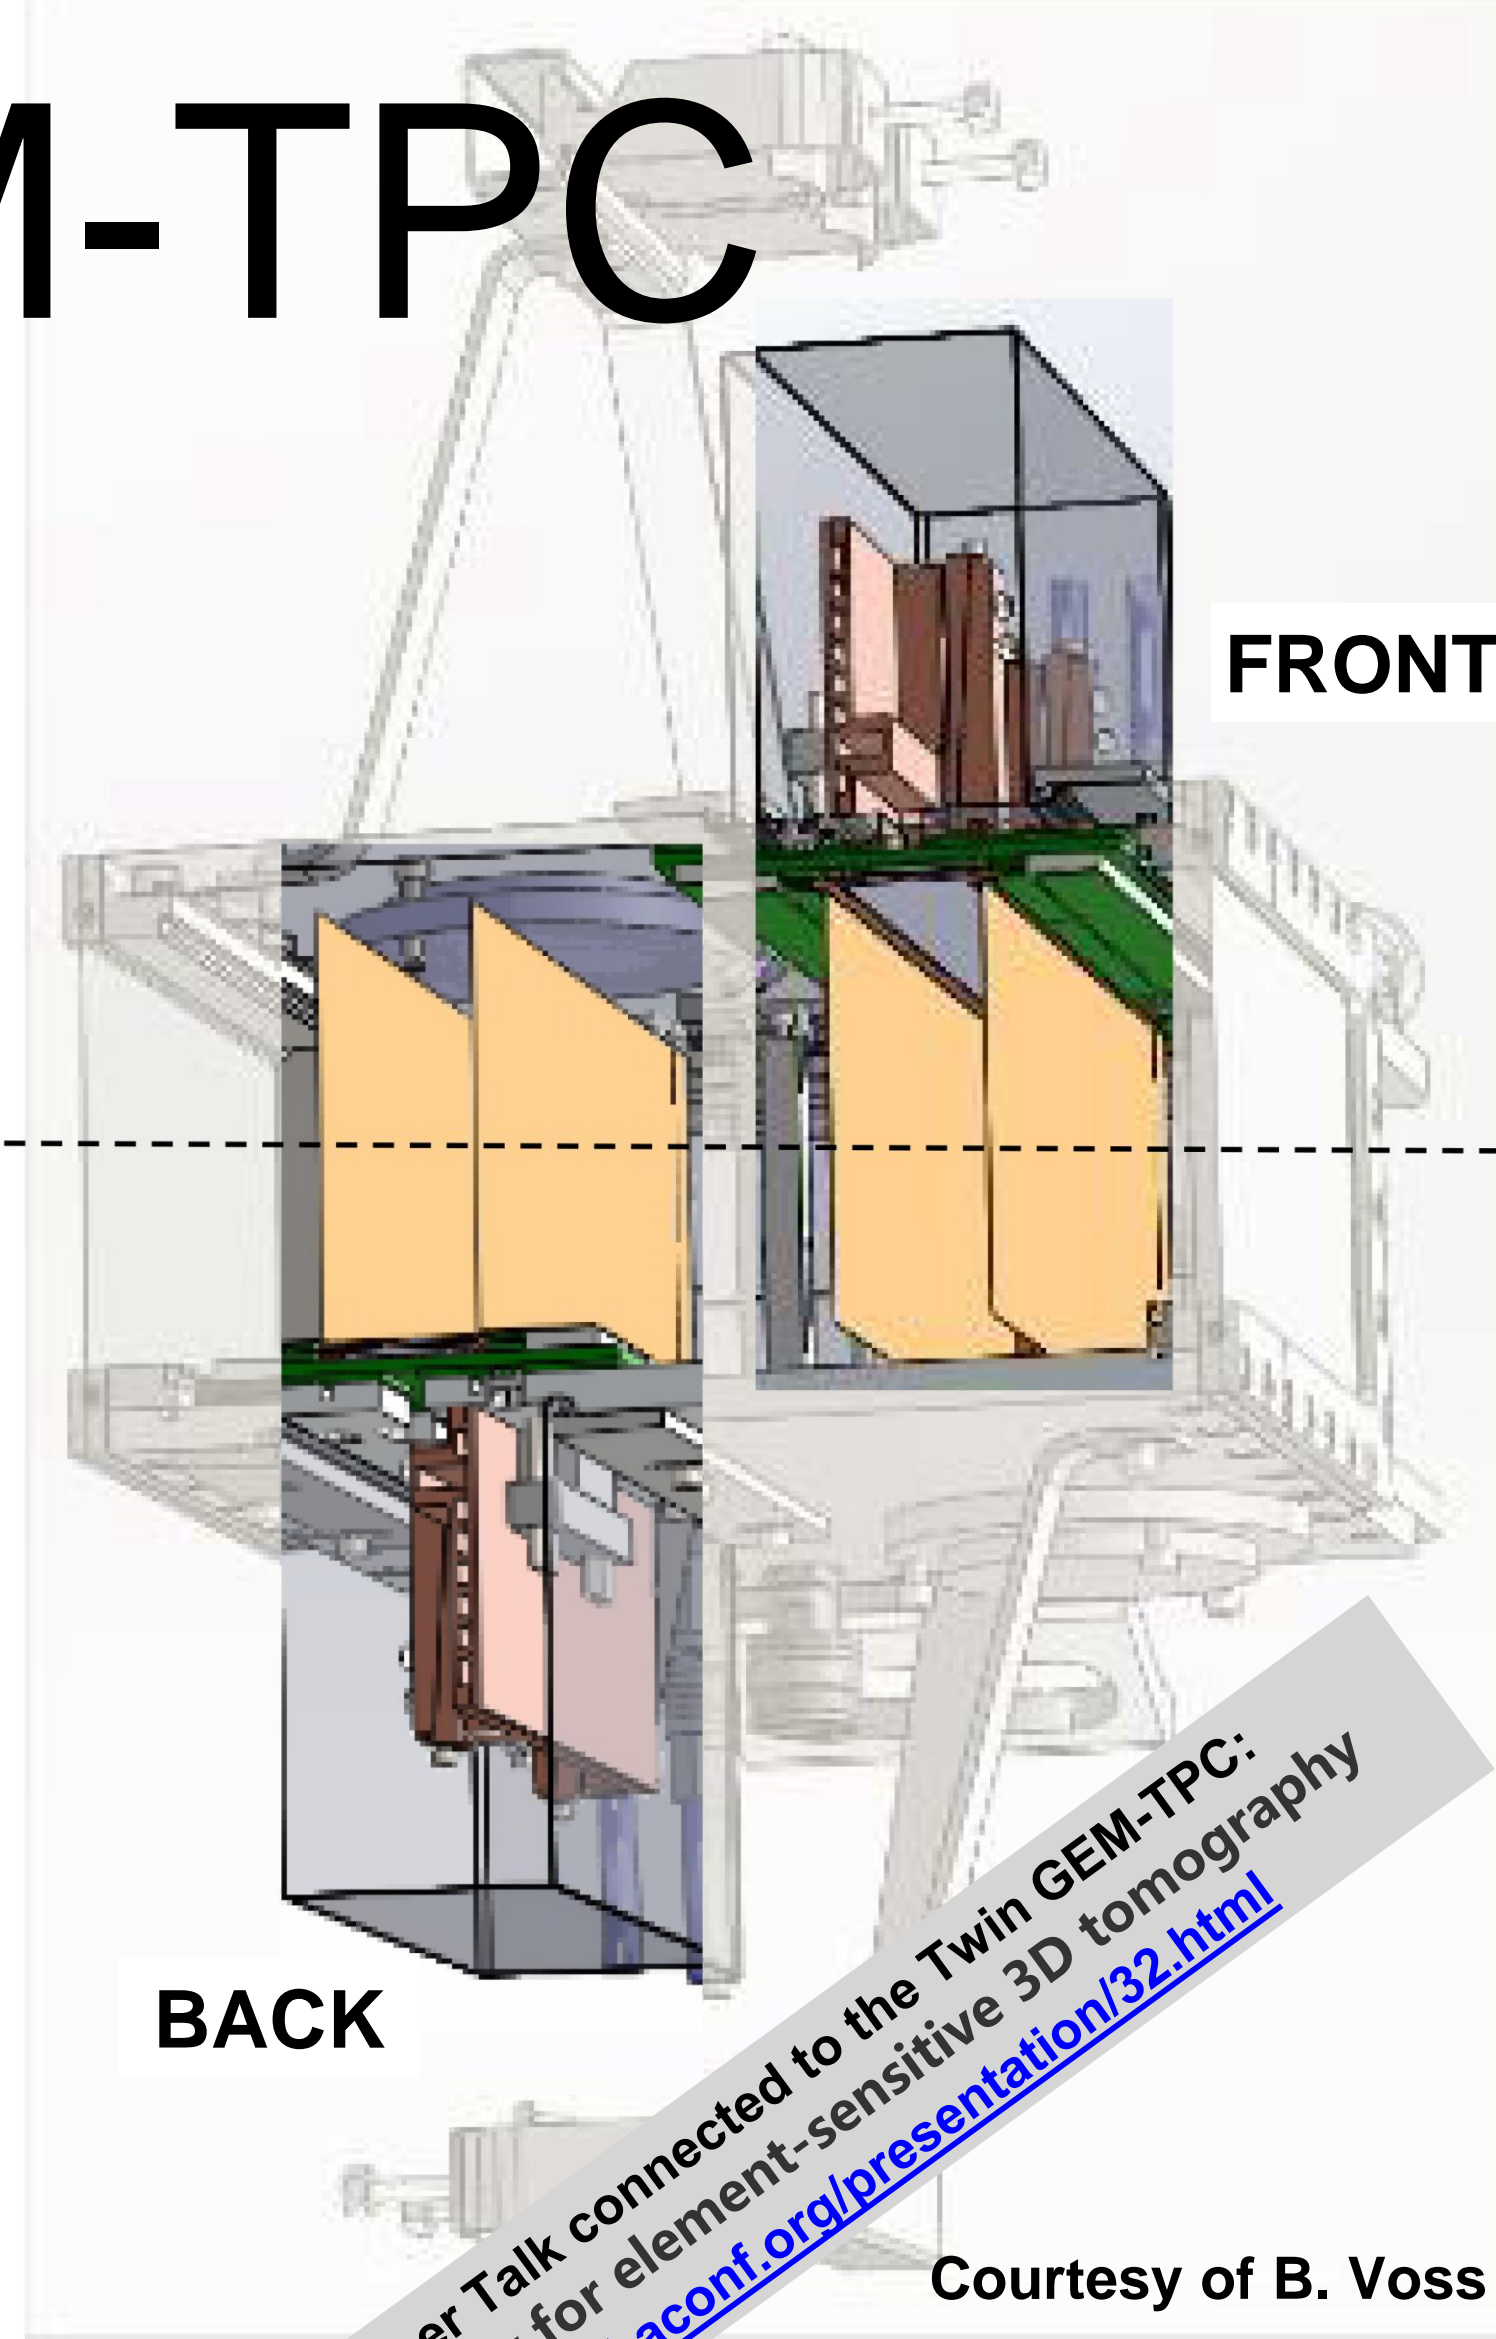 M-TPC
FRONT
BACK
Talk connected to the Twin GEM-TPC:
for element-sensitive 3D tomography
aconf.org/presentation/32.html
Courtesy of B. Voss